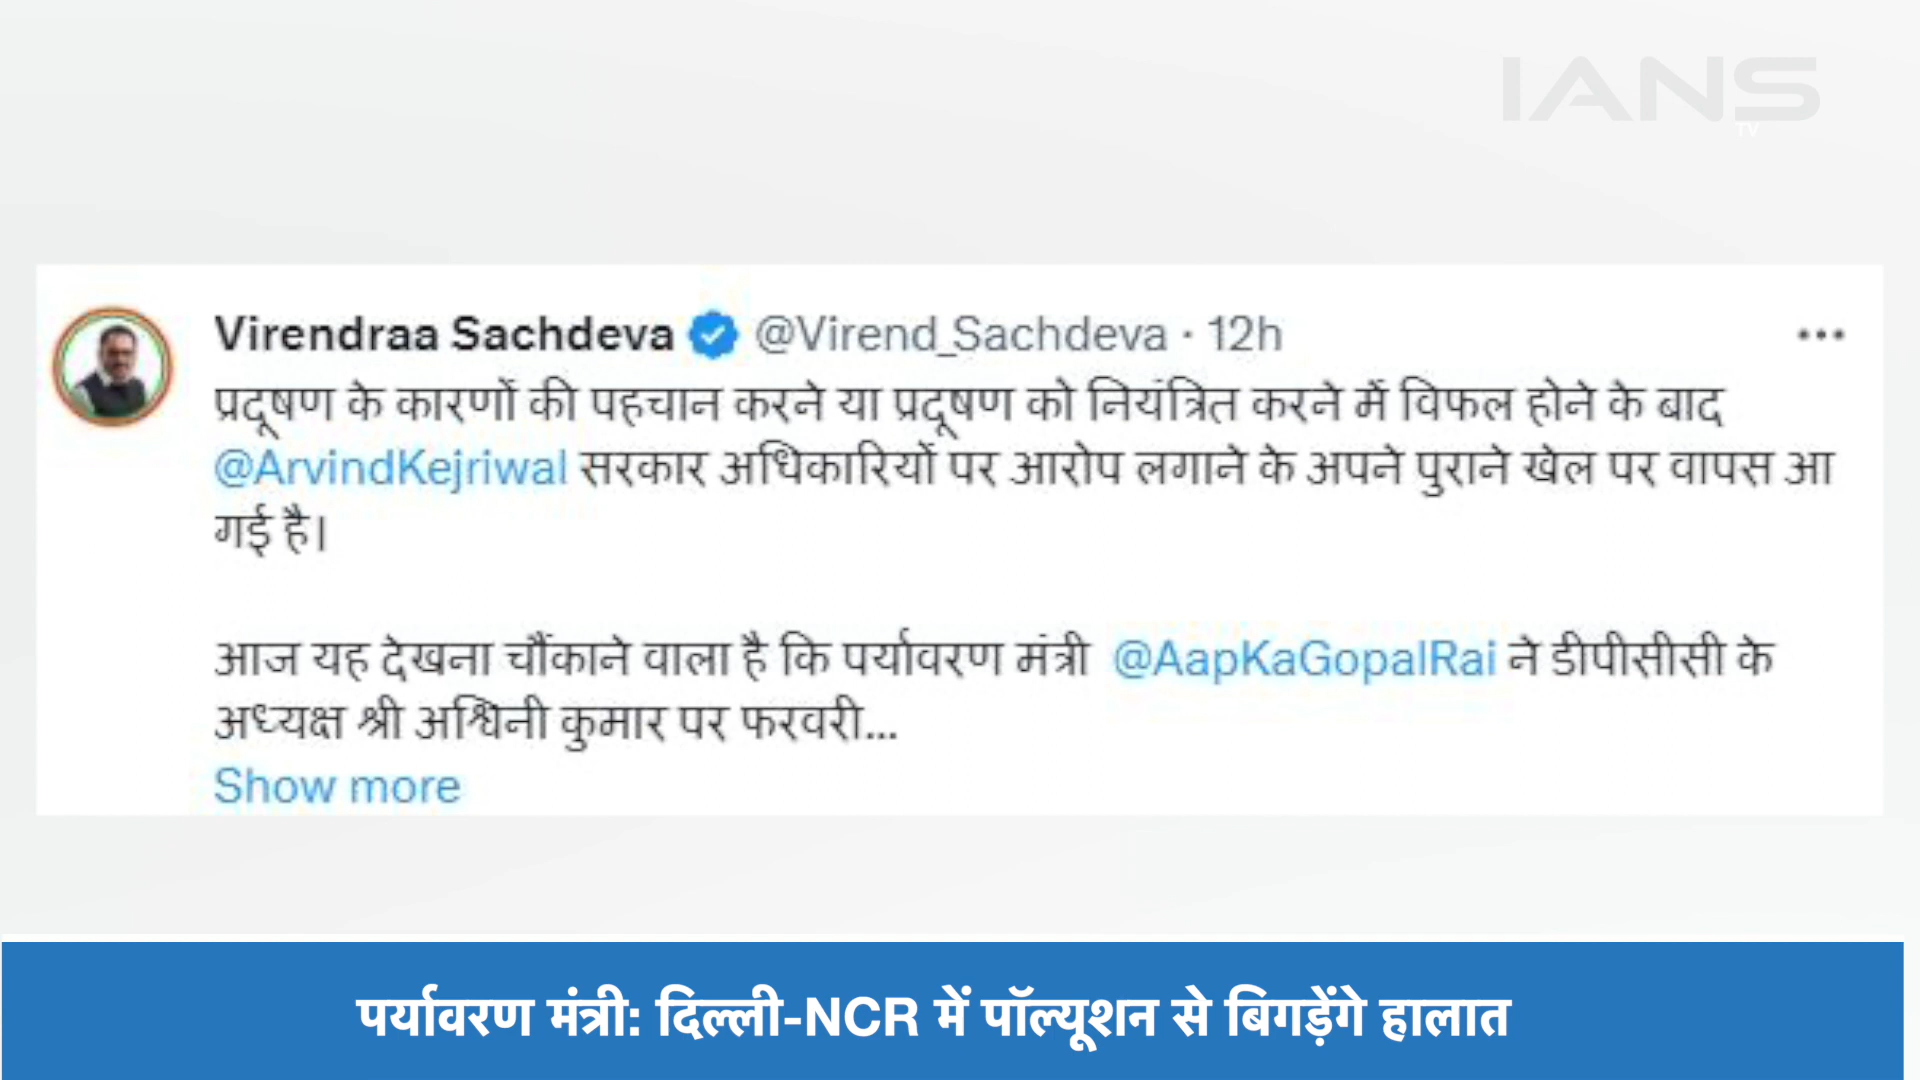 IANS
TV
Virendraa Sachdeva @Virend_Sachdeva · 12h
प्रदूषण के कारणों की पहचान करने या प्रदूषण को नियंत्रित करने में विफल होने के बाद
@ArvindKejriwal सरकार अधिकारियों पर आरोप लगाने के अपने पुराने खेल पर वापस आ
गई है।
आज यह देखना चौंकाने वाला है कि पर्यावरण मंत्री @AapKaGopalRai ने डीपीसीसी के
अध्यक्ष श्री अश्विनी कुमार पर फरवरी...
Show more
पर्यावरण मंत्री: दिल्ली-NCR में पॉल्यूशन से बिगड़ेंगे हालात